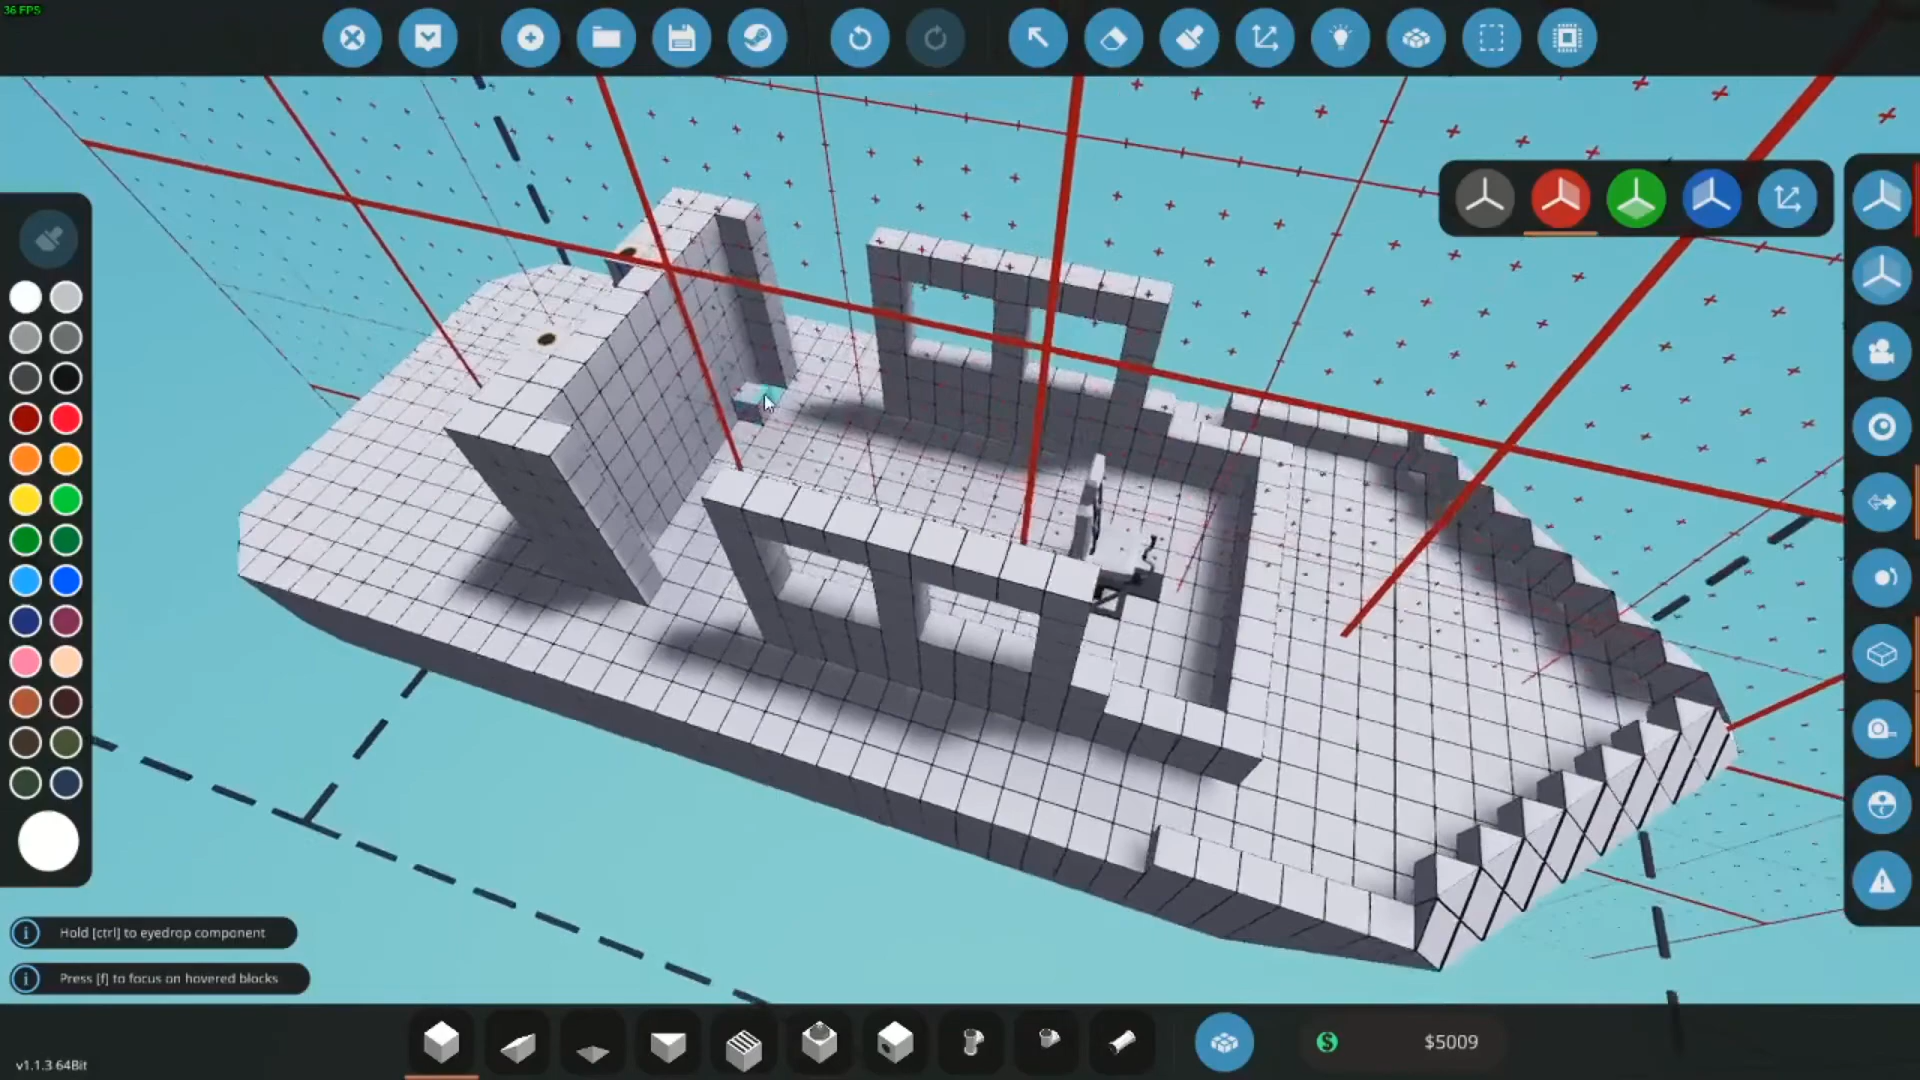 36 FPS
Hold [ctrl] to eyedrop component
Press [f] to focus on hovered blocks
$5009
v1.1.3 64Bit